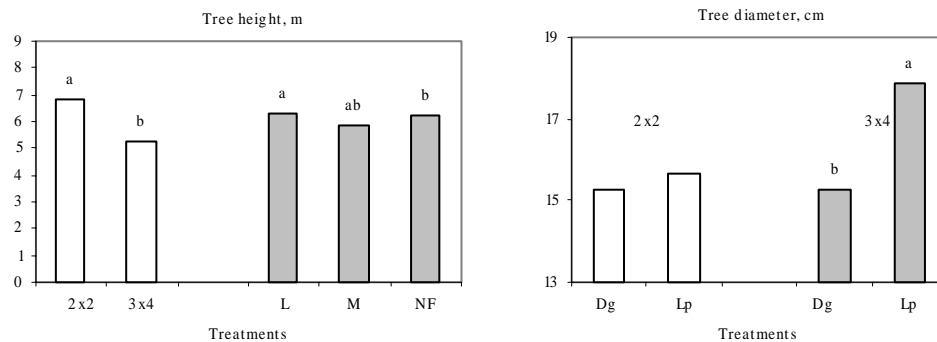 Tree height, m
9
8
7
6
5
4
3
2
1
0
a
b
a
ab
b
2x2 3x4 L M NF
Treatments
Tree diameter, cm
19
17
15
13
2x2
3x4
b
a
Dg Lp Dg Lp
Treatments